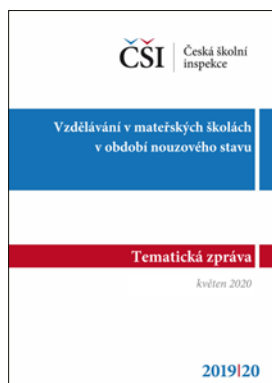 ČŠI
Česká školní
inspekce
Vzdělávání v mateřských školách
v období nouzového stavu
Tematická zpráva
květen 2020
2019|20